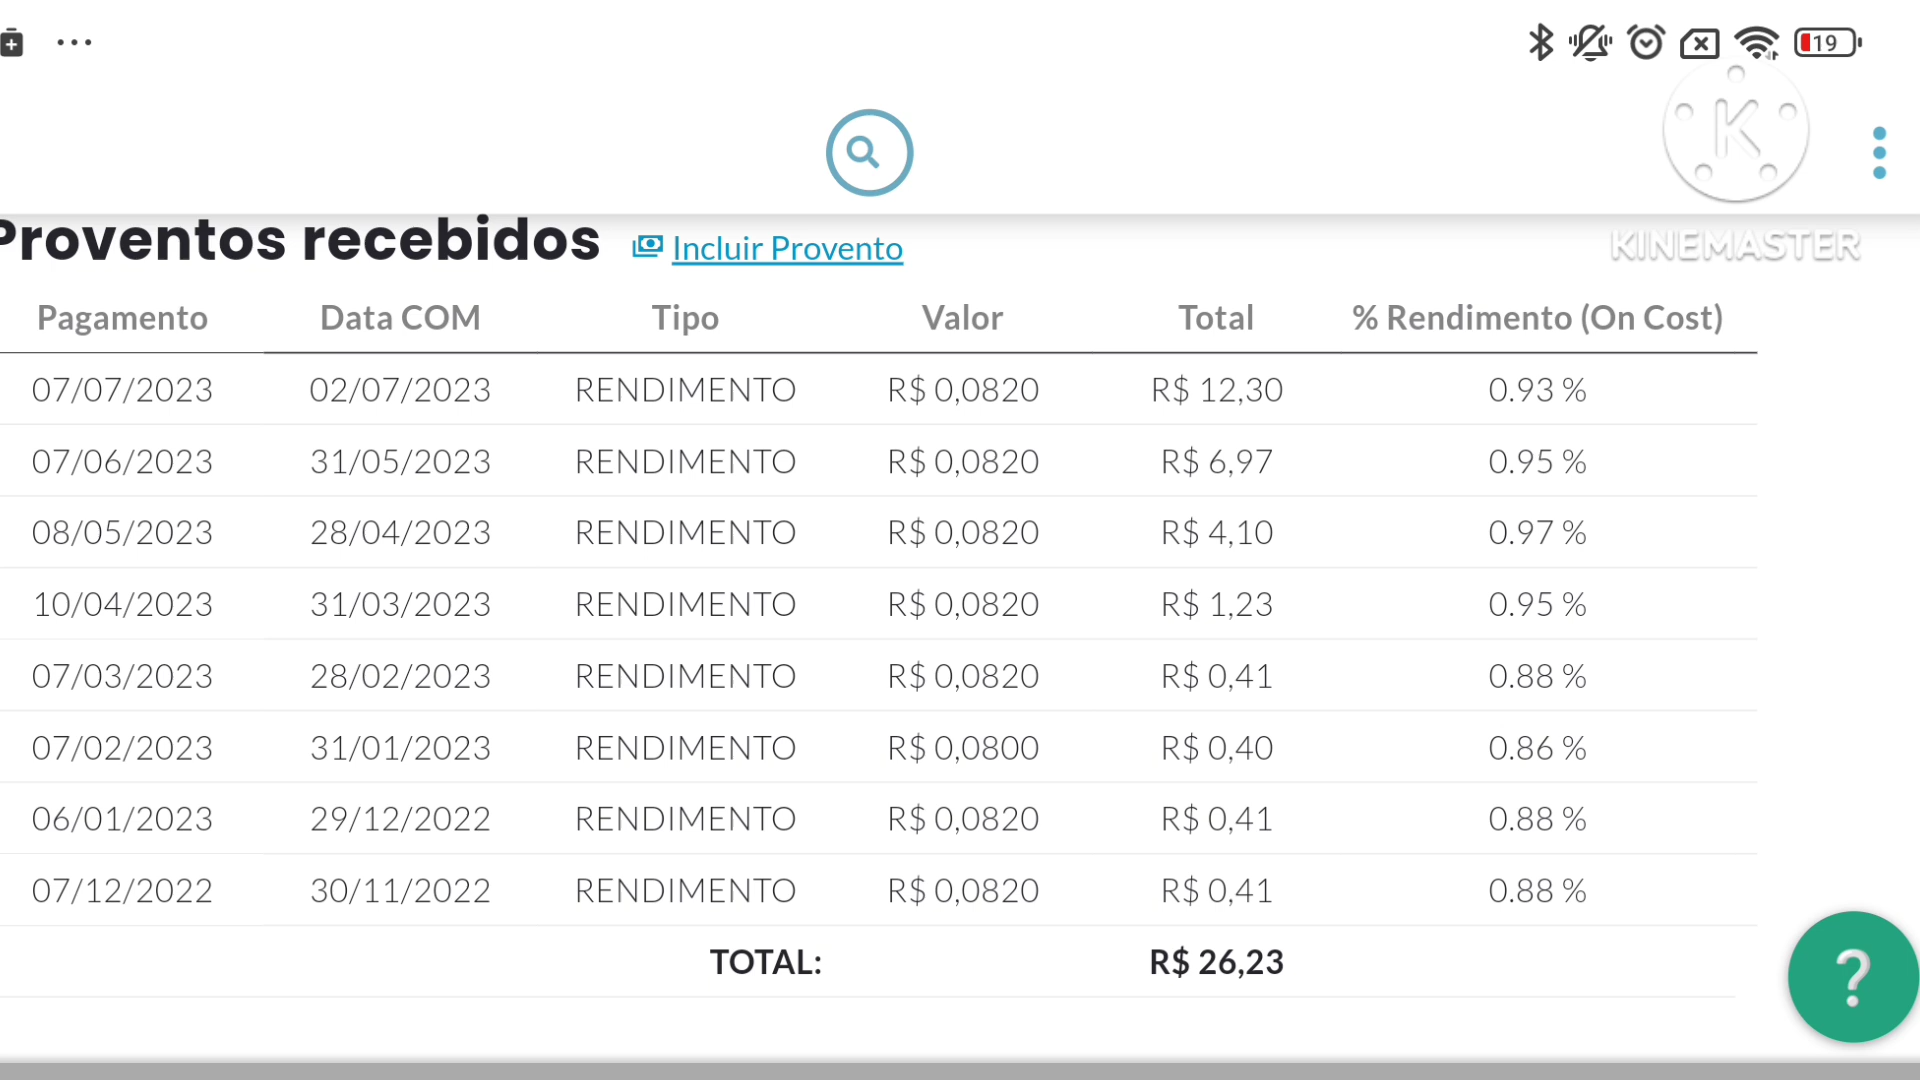 19
K
KINEMASTER
Proventos recebidos Incluir Provento
Pagamento Data COM Tipo Valor Total % Rendimento (On Cost)
07/07/2023 02/07/2023 RENDIMENTO R$ 0,0820 R$ 12,30 0.93 %
07/06/2023 31/05/2023 RENDIMENTO R$ 0,0820 R$ 6,97 0.95 %
08/05/2023 28/04/2023 RENDIMENTO R$ 0,0820 R$ 4,10 0.97 %
10/04/2023 31/03/2023 RENDIMENTO R$ 0,0820 R$ 1,23 0.95 %
07/03/2023 28/02/2023 RENDIMENTO R$ 0,0820 R$ 0,41 0.88 %
07/02/2023 31/01/2023 RENDIMENTO R$ 0,0800 R$ 0,40 0.86 %
06/01/2023 29/12/2022 RENDIMENTO R$ 0,0820 R$ 0,41 0.88 %
07/12/2022 30/11/2022 RENDIMENTO R$ 0,0820 R$ 0,41 0.88 %
TOTAL: R$ 26,23
?